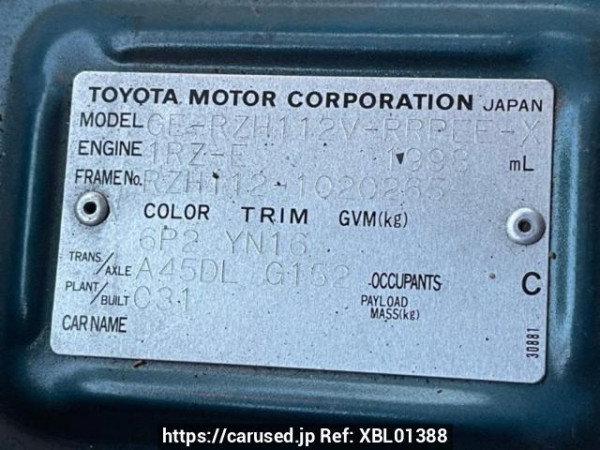 TOYOTA MOTOR CORPORATION JAPAN
MODEL GE-RZH112V-RRPEE-X
ENGINE 1RZ-E 1998 mL
FRAME No.
COLOR TRIM GVM(kg)
6P2 YN16
TRANS/AXLE A45DL G152 OCCUPANTS C
PLANT/BUILT C31 PAYLOAD MASS(kg)
CAR NAME
30881
https://carused.jp Ref: XBL01388